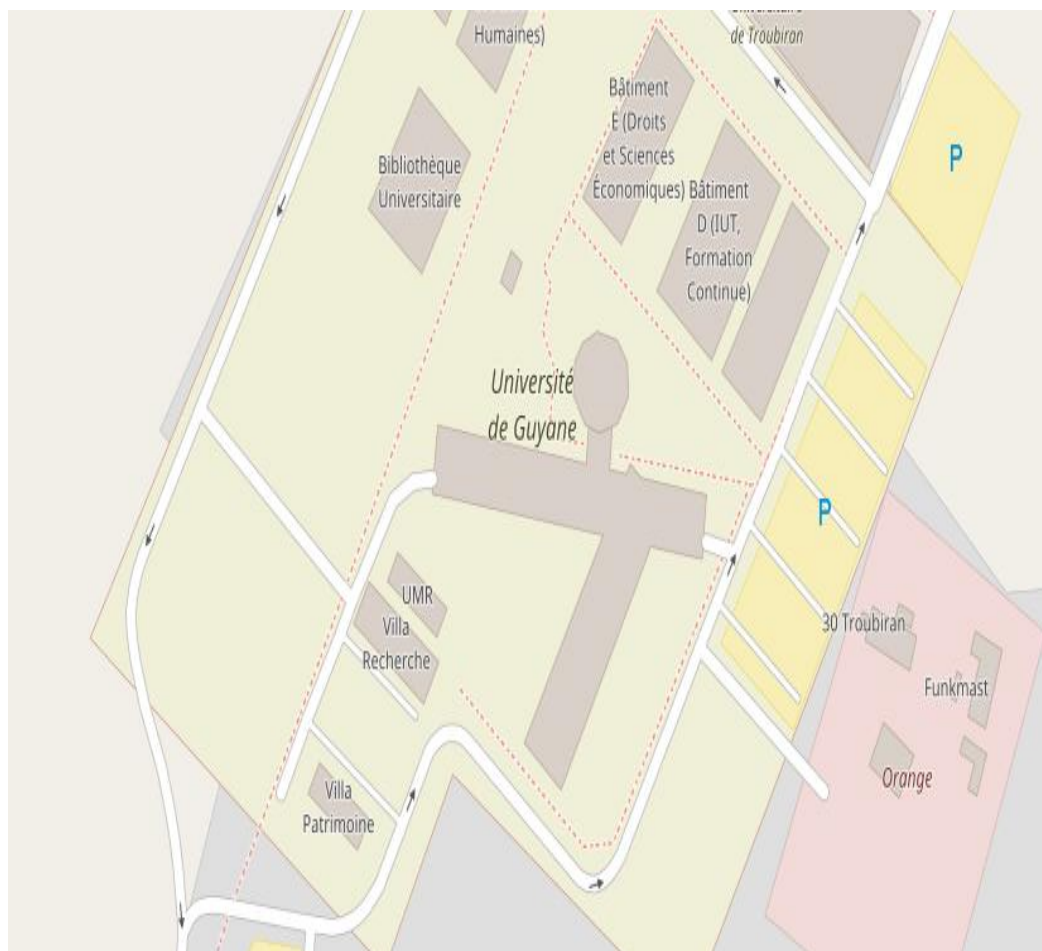 Humaines)
de Troubiran
Bâtiment
E (Droits
et Sciences
Économiques)
Bâtiment
D (IUT,
Formation
Continue)
P
Bibliothèque
Universitaire
Université
de Guyane
P
UMR
Villa
Recherche
30 Troubiran
Funkmast
Orange
Villa
Patrimoine